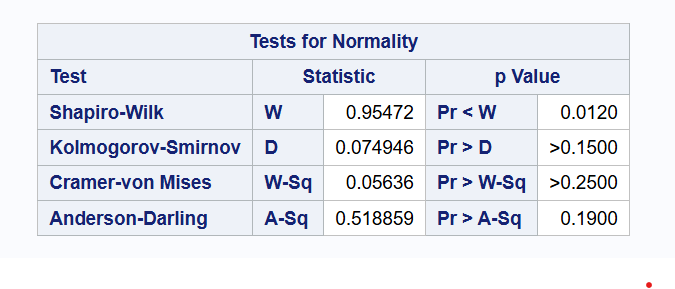 Tests for Normality
Test Statistic p Value
Shapiro-Wilk W 0.95472 Pr < W 0.0120
Kolmogorov-Smirnov D 0.074946 Pr > D >0.1500
Cramer-von Mises W-Sq 0.05636 Pr > W-Sq >0.2500
Anderson-Darling A-Sq 0.518859 Pr > A-Sq 0.1900